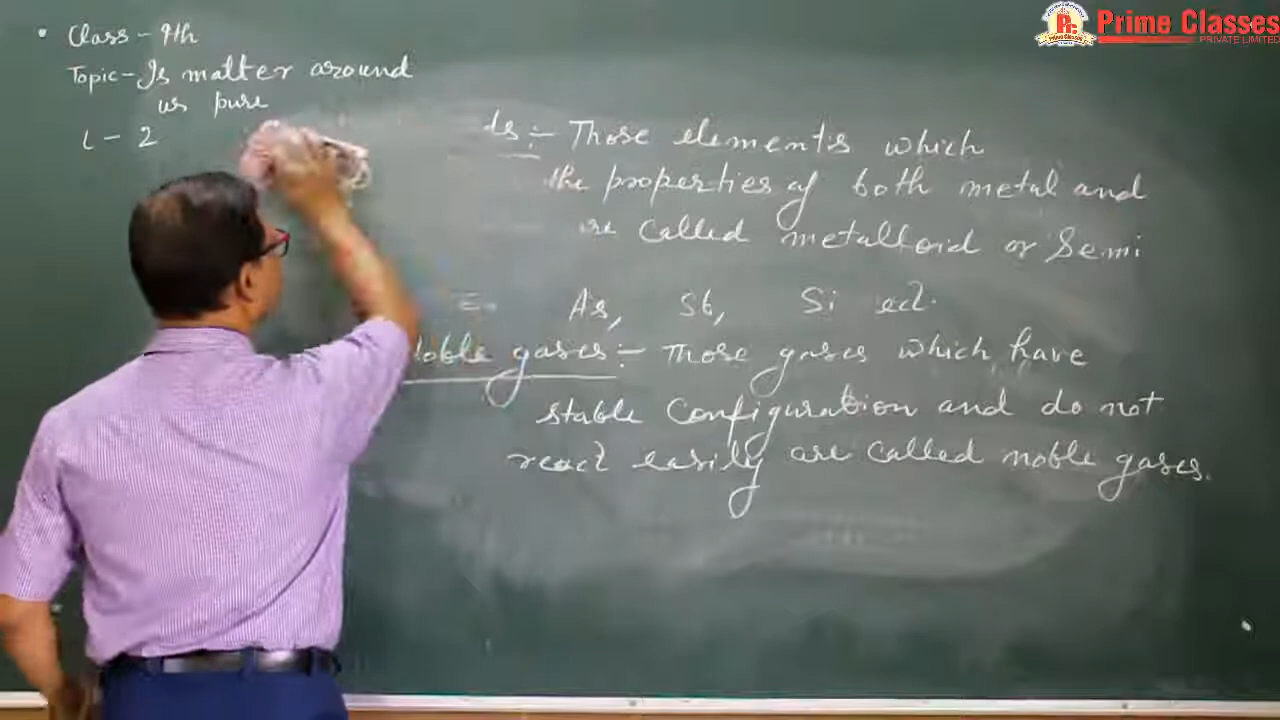 Class - 9th
Topic - Is matter around
us pure
L - 2
Prime Classes
PRIVATE LIMITED
ds :- Those elements which
the properties of both metal and
re called metalloid or Semi
As, Sb, Si ect.
Noble gases :- Those gases which have
stable configuration and do not
react easily are called noble gases.